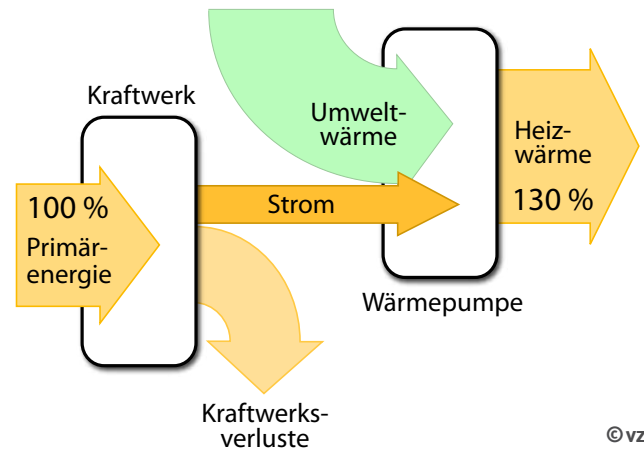 Kraftwerk
100 %
Primär-
energie
Strom
Umwelt-
wärme
Heiz-
wärme
130 %
Wärmepumpe
Kraftwerks-
verluste
© vz